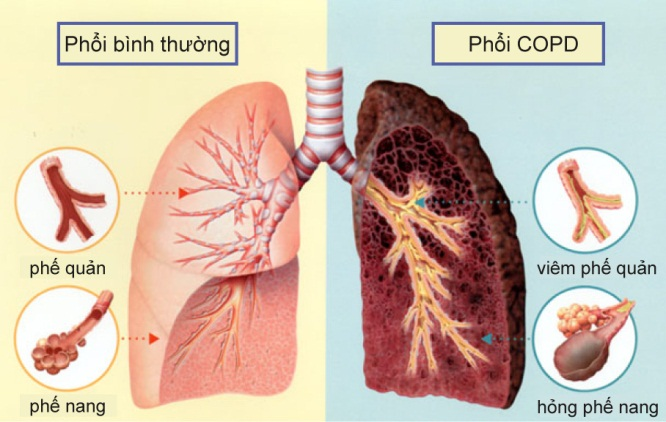 Phổi bình thường
Phổi COPD
phế quản
viêm phế quản
phế nang
hỏng phế nang